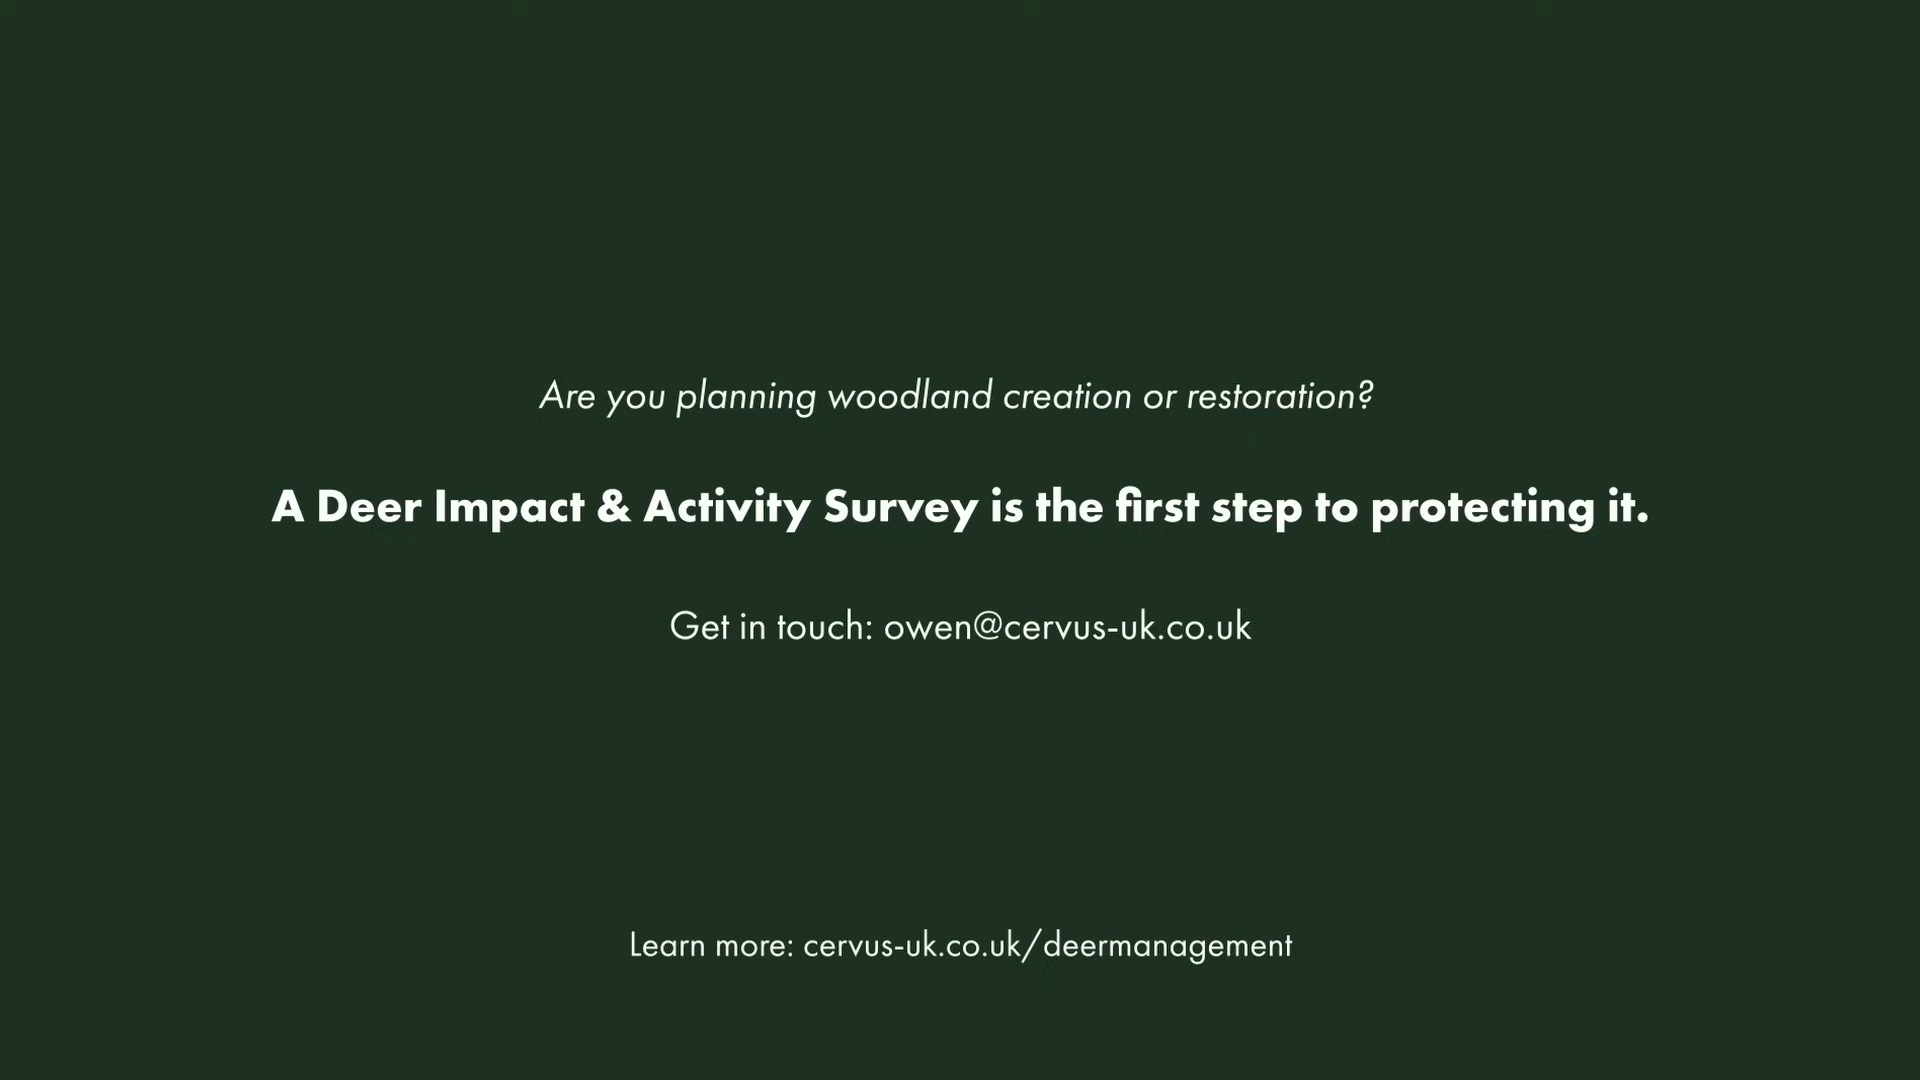 Are you planning woodland creation or restoration?
A Deer Impact & Activity Survey is the first step to protecting it.
Get in touch: owen@cervus-uk.co.uk
Learn more: cervus-uk.co.uk/deermanagement